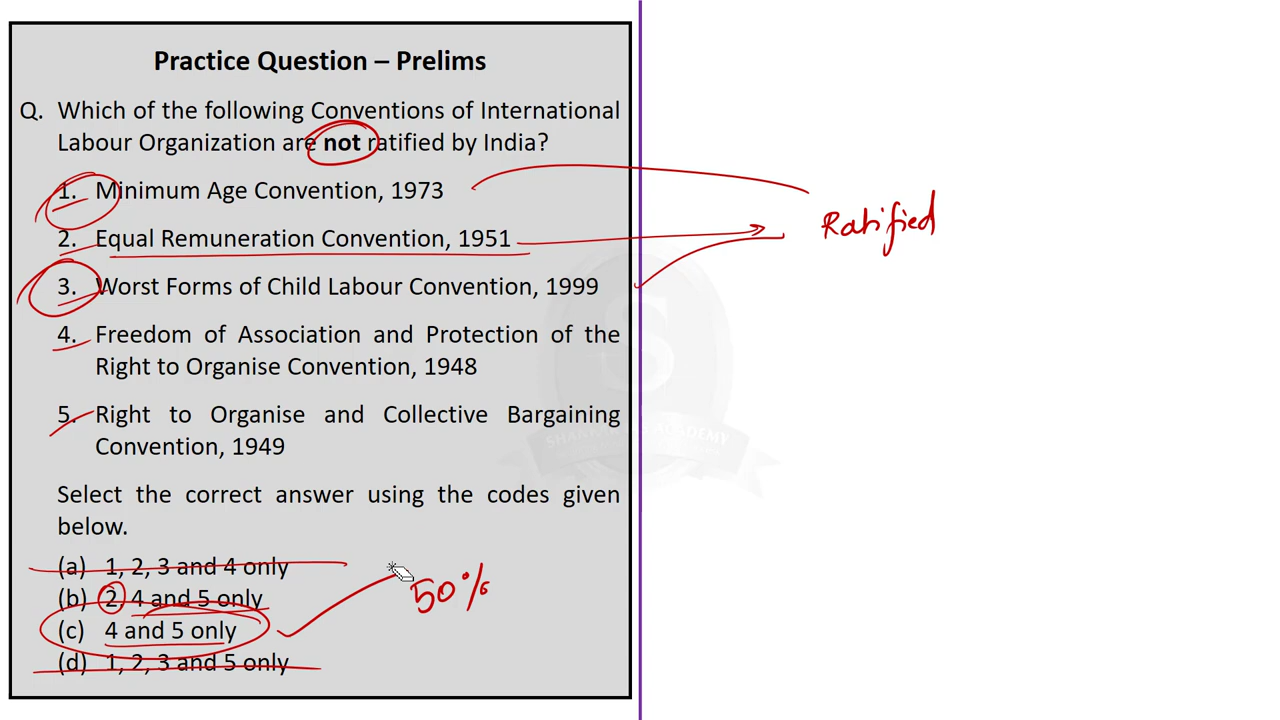 Practice Question – Prelims
Q. Which of the following Conventions of International
Labour Organization are not ratified by India?
1. Minimum Age Convention, 1973
2. Equal Remuneration Convention, 1951
Ratified
3. Worst Forms of Child Labour Convention, 1999
4. Freedom of Association and Protection of the
Right to Organise Convention, 1948
5. Right to Organise and Collective Bargaining
Convention, 1949
Select the correct answer using the codes given
below.
(a) 1, 2, 3 and 4 only
(b) 2, 4 and 5 only
50%
(c) 4 and 5 only
(d) 1, 2, 3 and 5 only